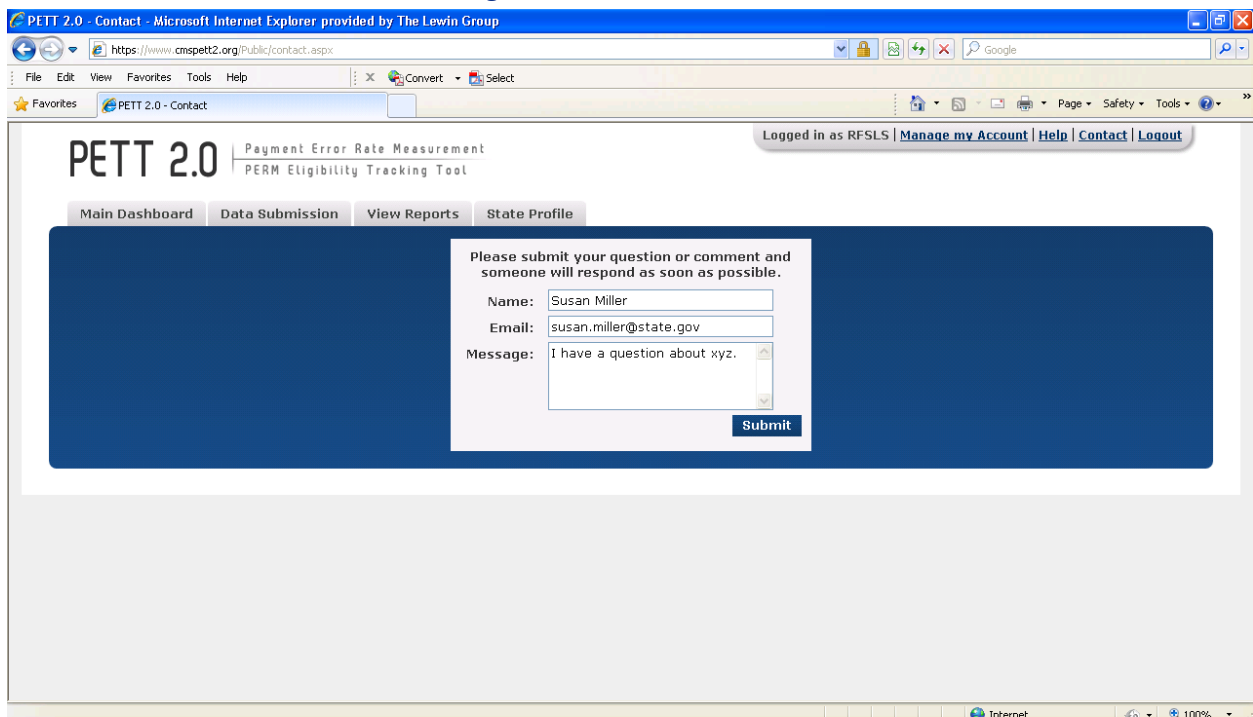 PETT 2.0 - Contact - Microsoft Internet Explorer provided by The Lewin Group
https://www.cmspett2.org/Public/contact.aspx
Google
File Edit View Favorites Tools Help
X Convert Select
Favorites
PETT 2.0 - Contact
Page Safety Tools
Logged in as RFSLS | Manage my Account | Help | Contact | Logout
PETT 2.0
Payment Error Rate Measurement
PERM Eligibility Tracking Tool
Main Dashboard Data Submission View Reports State Profile
Please submit your question or comment and
someone will respond as soon as possible.
Name: Susan Miller
Email: susan.miller@state.gov
Message: I have a question about xyz.
Submit
Internet 100%